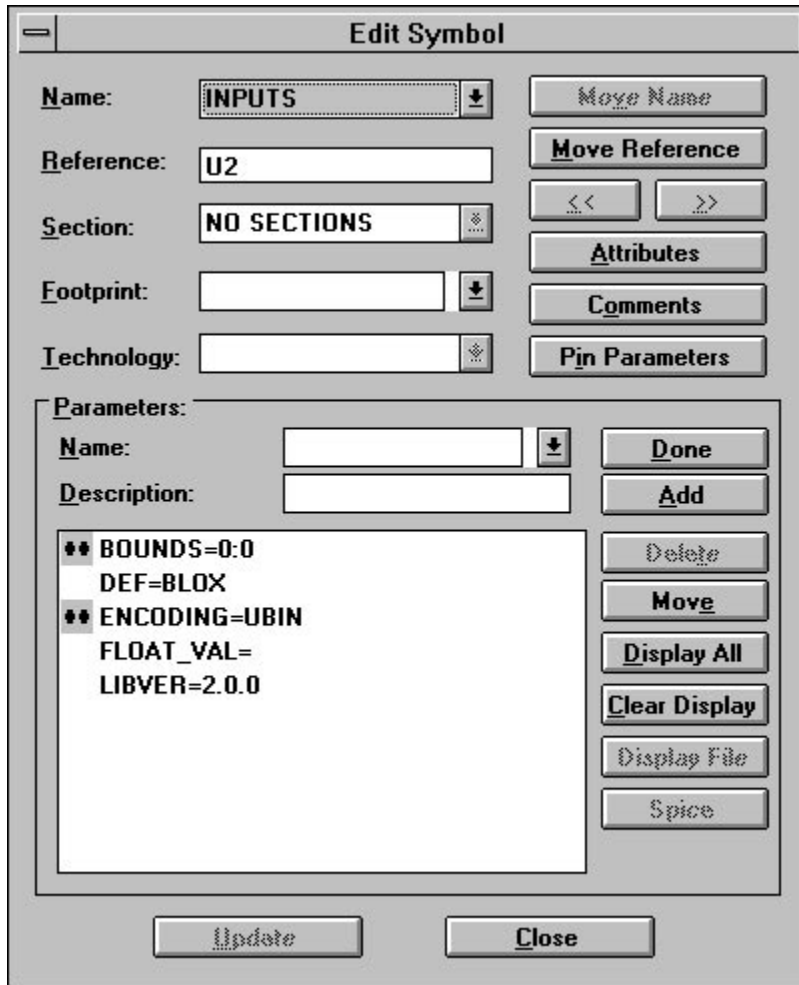 Edit Symbol
Name: INPUTS Move Name
Reference: U2 Move Reference
<< >>
Section: NO SECTIONS
Attributes
Footprint: Comments
Technology: Pin Parameters
Parameters:
Name: Done
Description: Add
•• BOUNDS=0:0
DEF=BLOX Delete
•• ENCODING=UBIN Move
FLOAT_VAL= Display All
LIBVER=2.0.0 Clear Display
Display File
Spice
Update Close